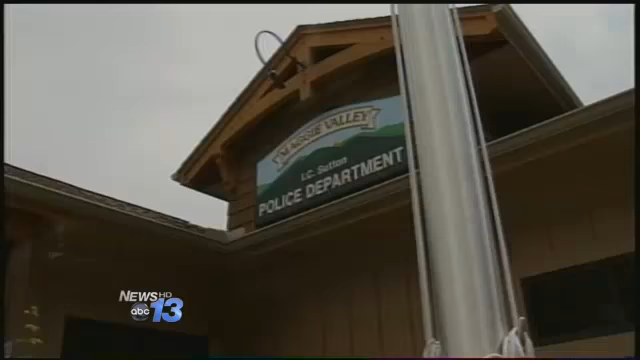 MAGGIE VALLEY
I.C. Sutton
POLICE DEPARTMENT
NEWS HD
abc 13